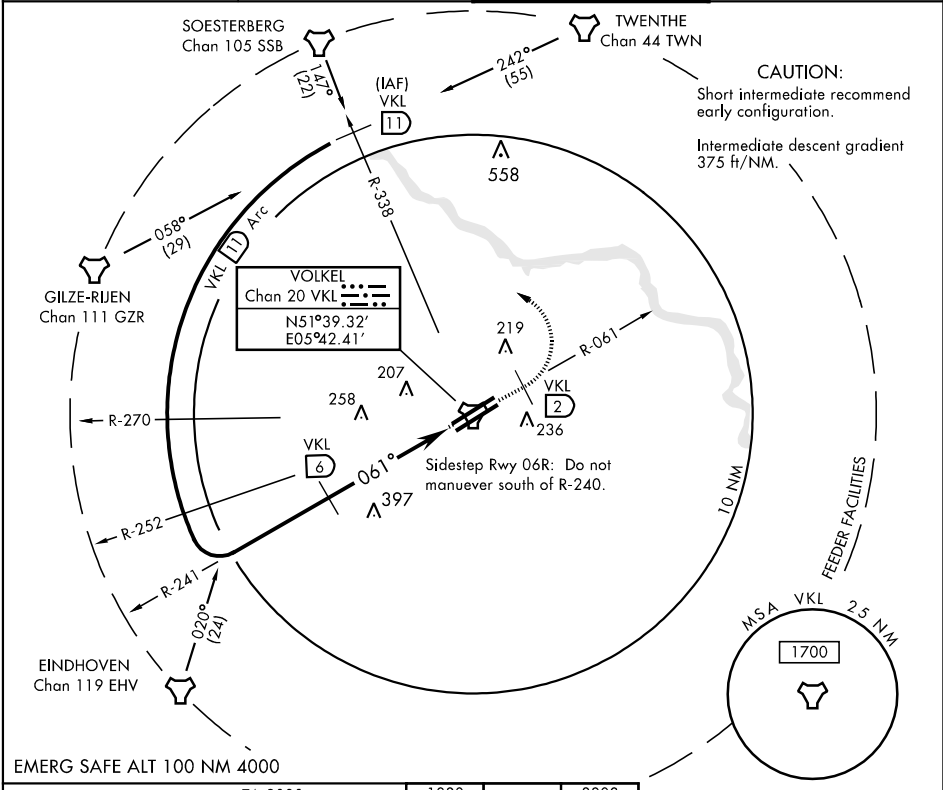 SOESTERBERG
Chan 105 SSB
TWENTHE
Chan 44 TWN
147°
(22)
242°
(55)
(IAF)
VKL
11
CAUTION:
Short intermediate recommend
early configuration.
Intermediate descent gradient
375 ft/NM.
558
R-338
058°
(29)
VKL 11 Arc
GILZE-RIJEN
Chan 111 GZR
VOLKEL
Chan 20 VKL
N51°39.32'
E05°42.41'
219
R-061
207
258
VKL
2
236
R-270
VKL
6
061°
Sidestep Rwy 06R: Do not
manuever south of R-240.
397
10 NM
R-252
R-241
FEEDER FACILITIES
020°
(24)
MSA VKL 25 NM
1700
EINDHOVEN
Chan 119 EHV
EMERG SAFE ALT 100 NM 4000